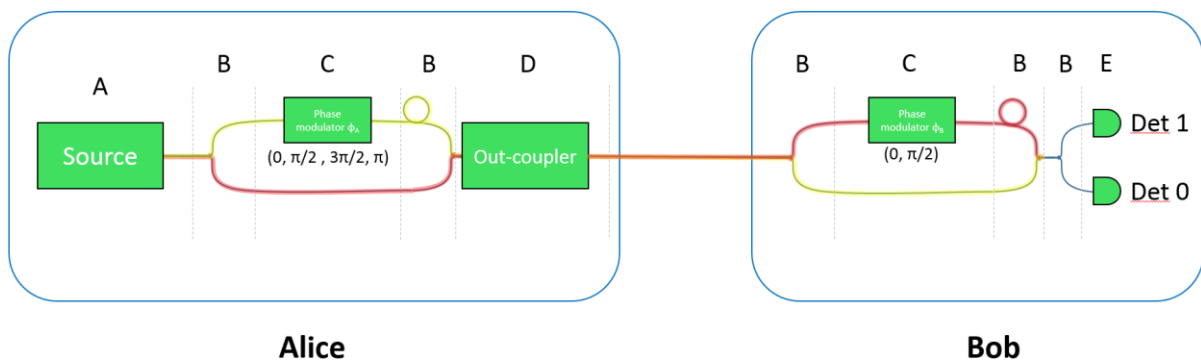 A
B
C
B
D
B
C
B
B
E
Source
Phase
modulator ϕA
(0, π/2 , 3π/2, π)
Out-coupler
Phase
modulator ϕB
(0, π/2)
Det 1
Det 0
Alice
Bob